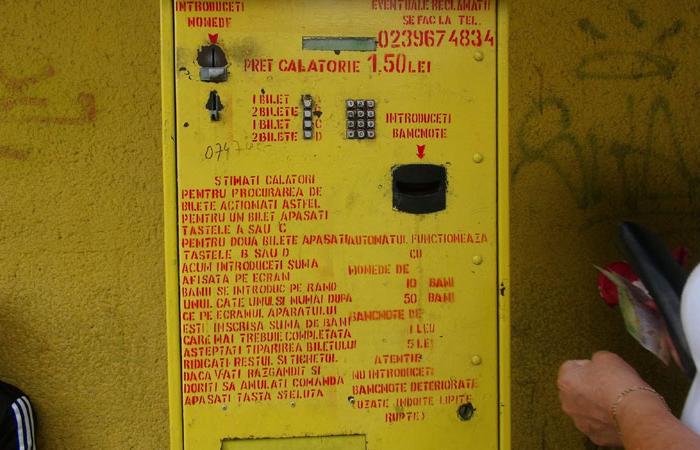 INTRODUCETI
MONEDE
EVENTUALE RECLAMATII
SE FAC LA TEL.
0239674834
PRET CALATORIE 1,50 LEI
1 BILET A
2 BILETE B
1 BILET C
2 BILETE D
INTRODUCETI
BANCNOTE
STIMATI CALATORI
PENTRU PROCURAREA DE
BILETE ACTIONATI ASTFEL
PENTRU UN BILET APASATI
TASTELE A SAU C
PENTRU DOUA BILETE APASATI
TASTELE B SAU D
ACUM INTRODUCETI SUMA
AFISATA PE ECRAN
BANII SE INTRODUC PE RAND
UNUL CATE UNUL SI NUMAI DUPA
CE PE ECRANUL APARATULUI
ESTE INSCRISA SUMA DE BANI
CARE MAI TREBUIE COMPLETATA
ASTEPTATI TIPARIREA BILETULUI
RIDICATI RESTUL SI TICHETUL
DACA V-ATI RAZGANDIT SI
DORITI SA ANULATI COMANDA
APASATI TASTA STELUTA
AUTOMATUL FUNCTIONEAZA
CU
MONEDE DE
10 BANI
50 BANI
BANCNOTE DE
1 LEU
5 LEI
ATENTIE
NU INTRODUCETI
BANCNOTE DETERIORATE
(UZATE INDOITE LIPITE
RUPTE)